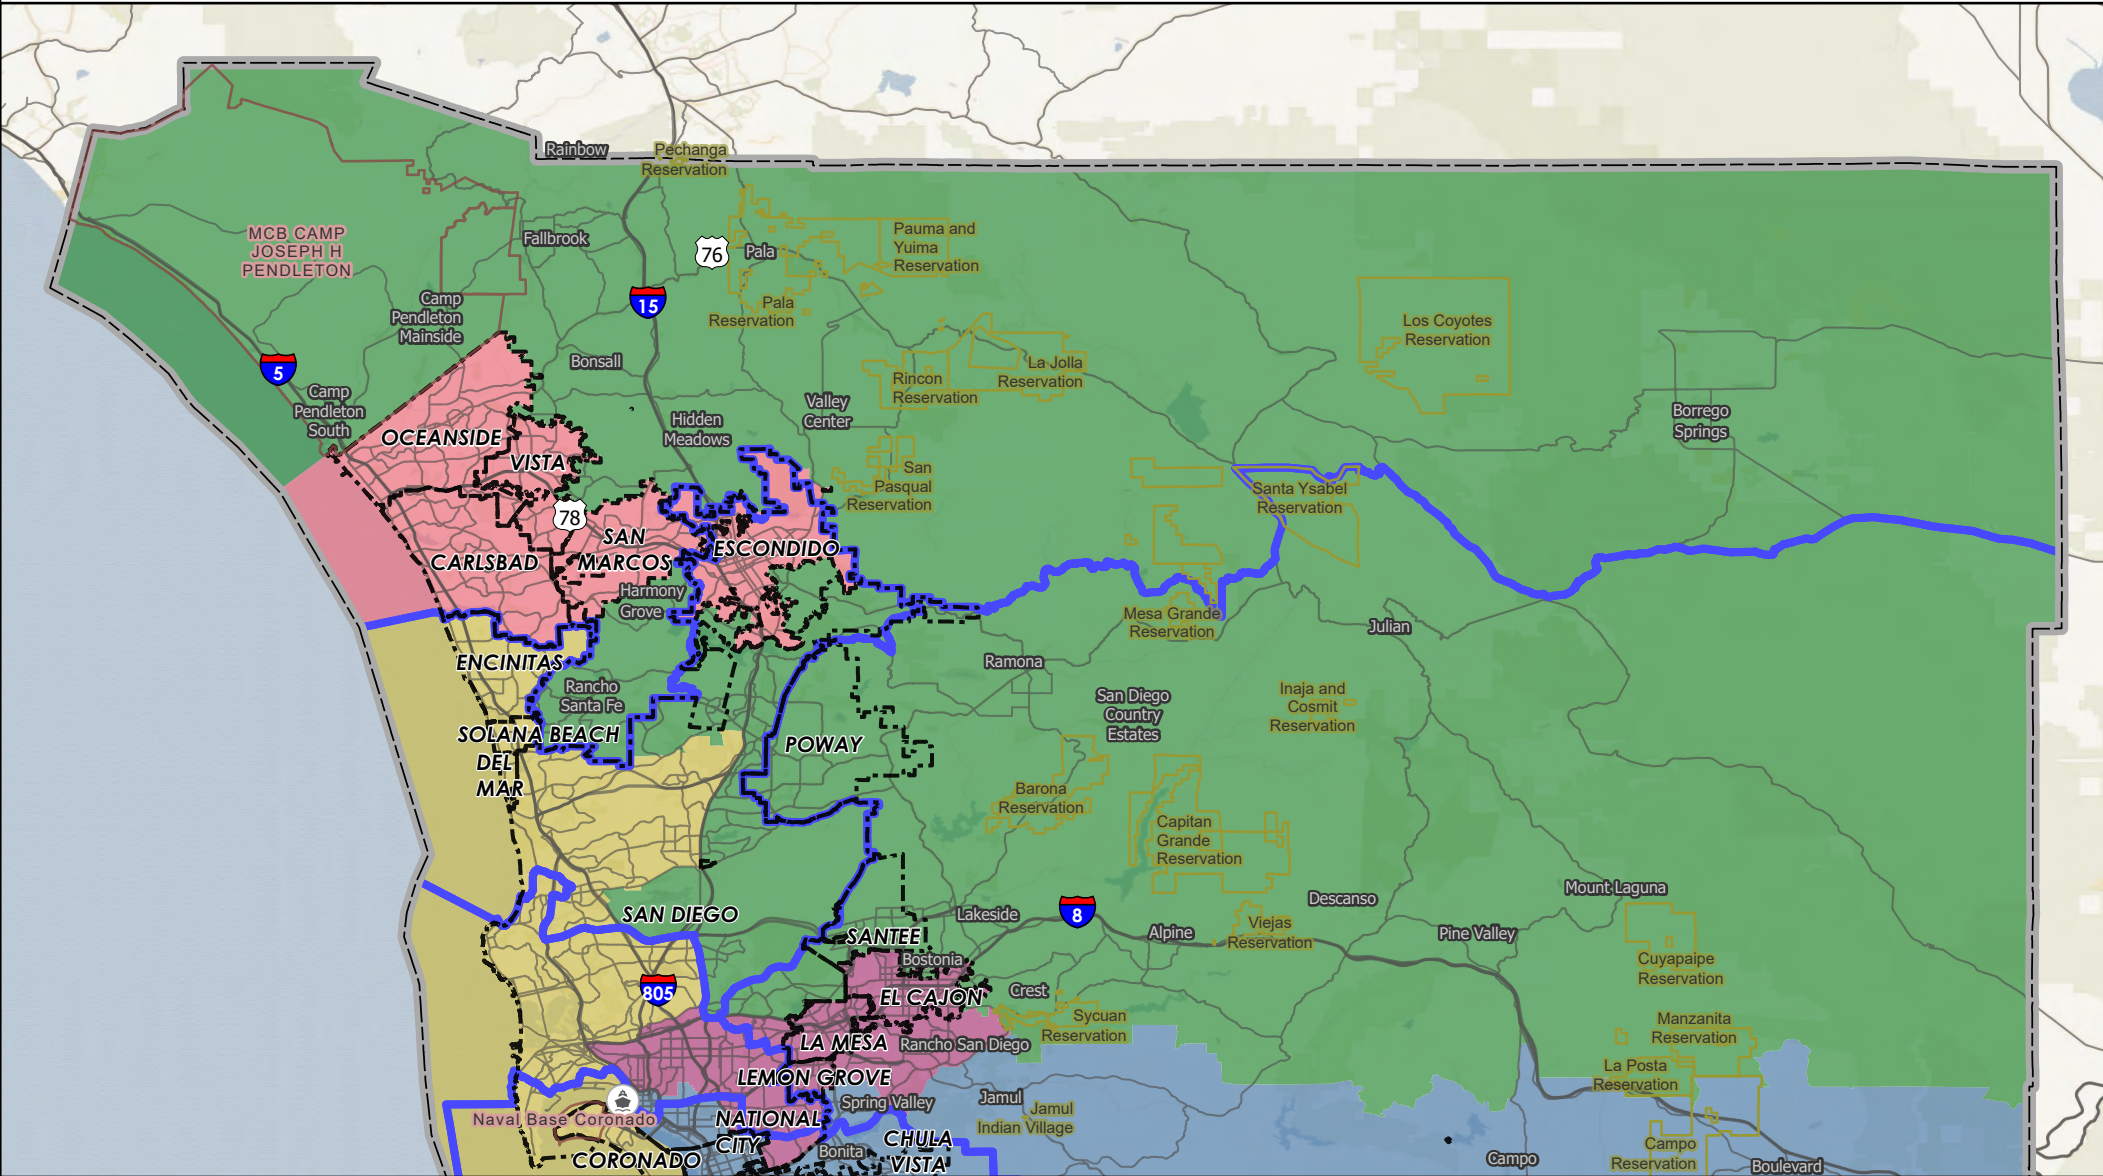 Rainbow
Pechanga
Reservation
MCB CAMP
JOSEPH H
PENDLETON
Fallbrook
76
Pala
Pauma and
Yuima
Reservation
Camp
Pendleton
Mainside
15
Pala
Reservation
Los Coyotes
Reservation
5
Bonsall
La Jolla
Reservation
Rincon
Reservation
Camp
Pendleton
South
Valley
Center
Hidden
Meadows
Borrego
Springs
OCEANSIDE
VISTA
San
Pasqual
Reservation
Santa Ysabel
Reservation
78
SAN
MARCOS
ESCONDIDO
CARLSBAD
Harmony
Grove
Mesa Grande
Reservation
Julian
ENCINITAS
Ramona
Rancho
Santa Fe
San Diego
Country
Estates
Inaja and
Cosmit
Reservation
SOLANA BEACH
POWAY
DEL
MAR
Barona
Reservation
Capitan
Grande
Reservation
SAN DIEGO
Lakeside
8
Descanso
Mount Laguna
SANTEE
Alpine
Viejas
Reservation
Pine Valley
Bostonia
Cuyapaipe
Reservation
805
EL CAJON
Crest
Sycuan
Reservation
Manzanita
Reservation
LA MESA
Rancho San Diego
La Posta
Reservation
LEMON GROVE
Spring Valley
Jamul
Jamul
Indian Village
Naval Base Coronado
NATIONAL
CITY
CHULA
VISTA
Bonita
CORONADO
Campo
Campo
Reservation
Boulevard